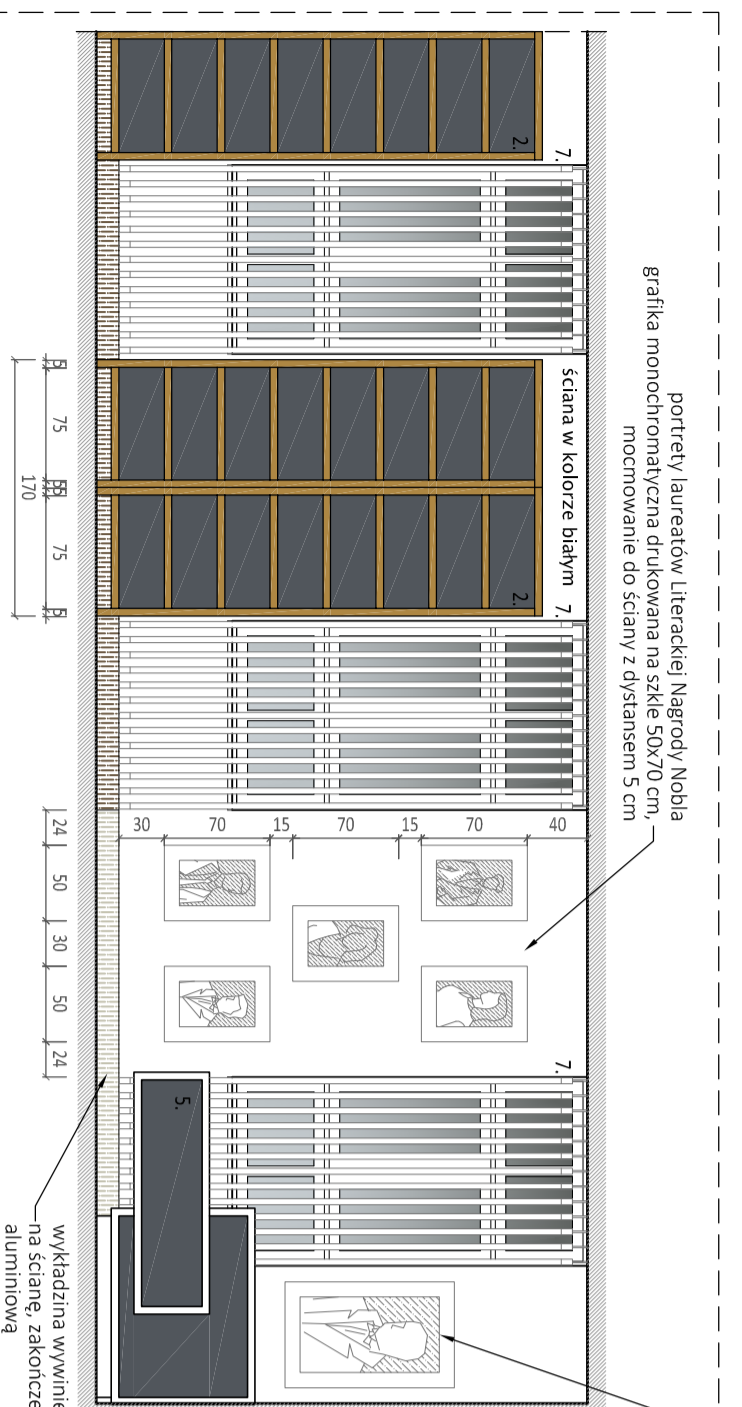 portrety laureatów Literackiej Nagrody Nobla
grafika monochromatyczna drukowana na szkle 50x70 cm,
mocmowanie do ściany z dystansem 5 cm
7.
2.
ściana w kolorze białym 7.
2.
7.
5.
40
70
15
70
15
70
30
5 75 5 5 75 5
170
24 50 30 50 24
wykładzina wywinię
na ścianę, zakończe
aluminiową